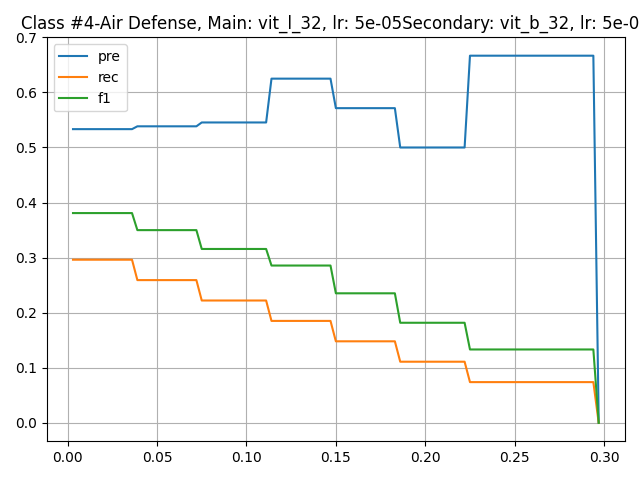 Class #4-Air Defense, Main: vit_l_32, lr: 5e-05Secondary: vit_b_32, lr: 5e-0
0.7
0.6
0.5
0.4
0.3
0.2
0.1
0.0
pre
rec
f1
0.00 0.05 0.10 0.15 0.20 0.25 0.30